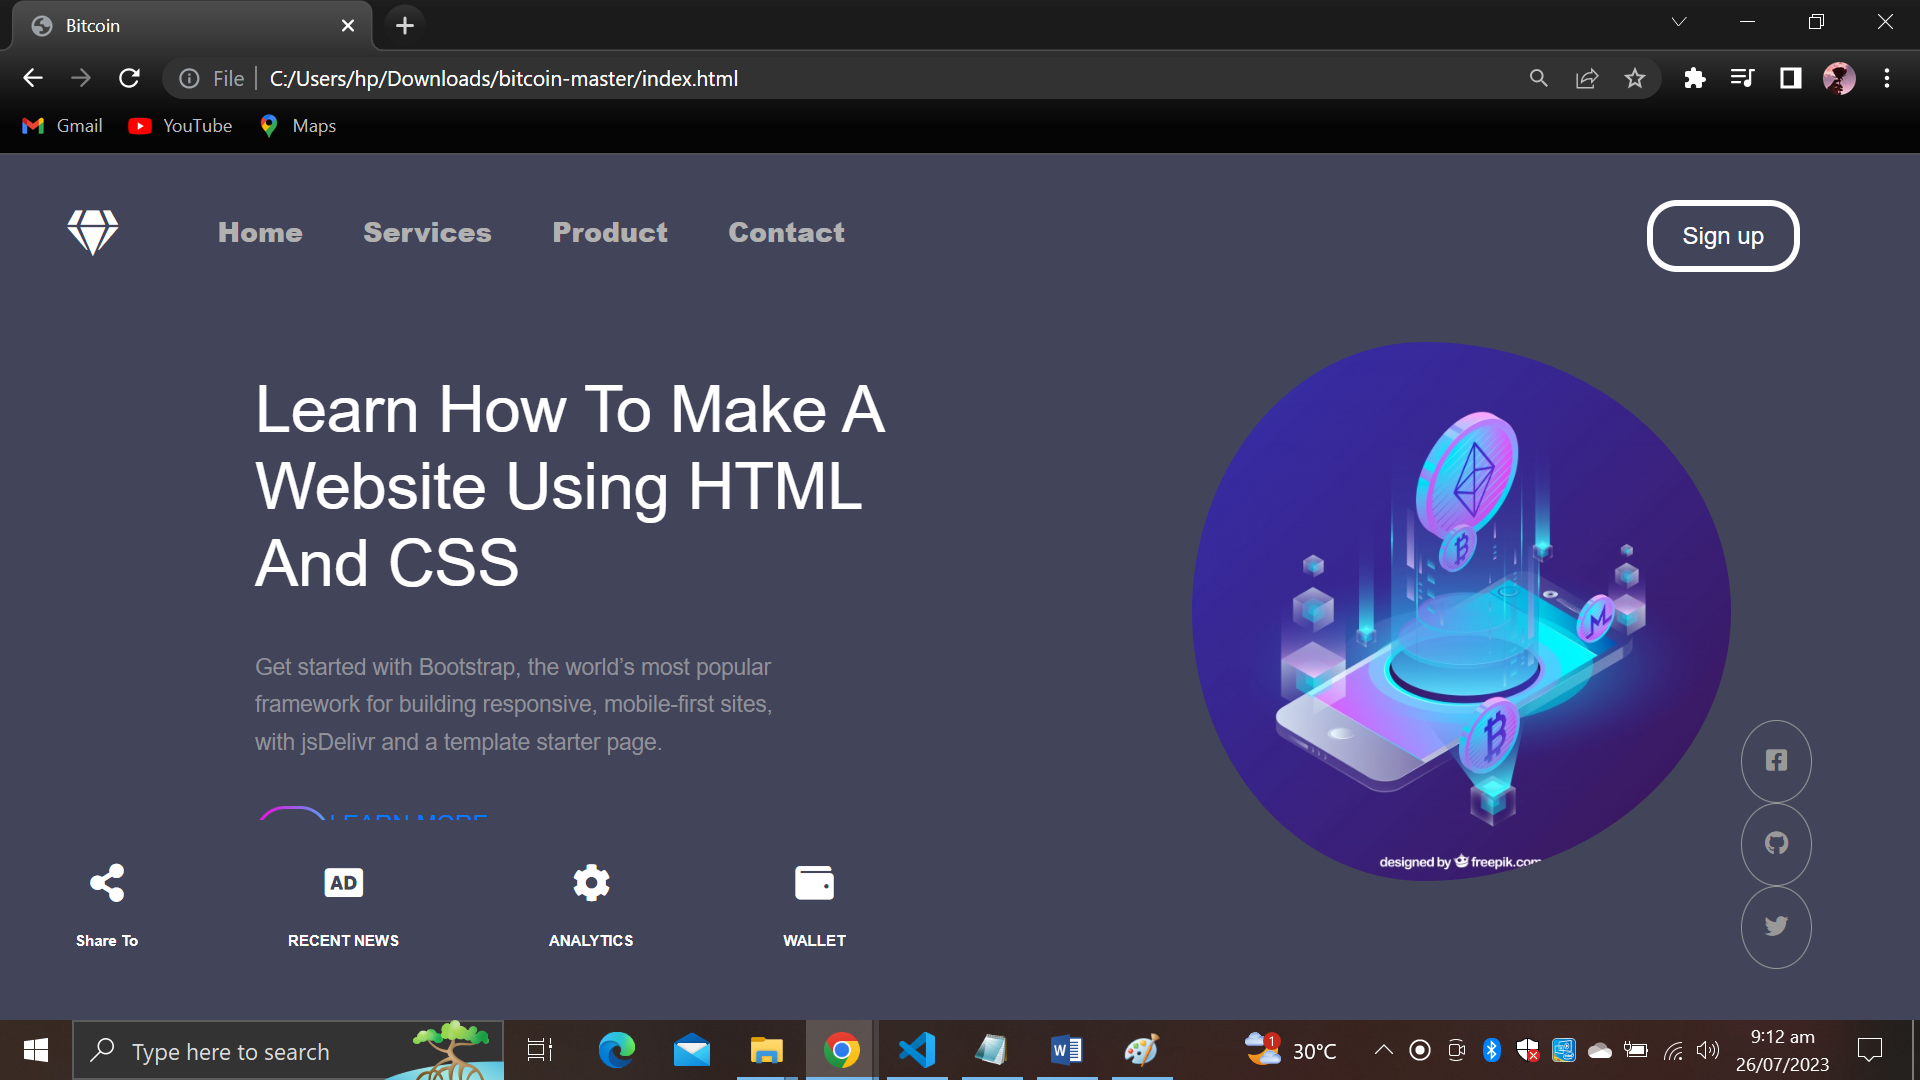 Bitcoin
File
C:/Users/hp/Downloads/bitcoin-master/index.html
Gmail YouTube Maps
Home Services Product Contact
Sign up
Learn How To Make A
Website Using HTML
And CSS
Get started with Bootstrap, the world’s most popular
framework for building responsive, mobile-first sites,
with jsDelivr and a template starter page.
LEARN MORE
designed by freepik.com
AD
Share To RECENT NEWS ANALYTICS WALLET
Type here to search
1
30°C
9:12 am
26/07/2023